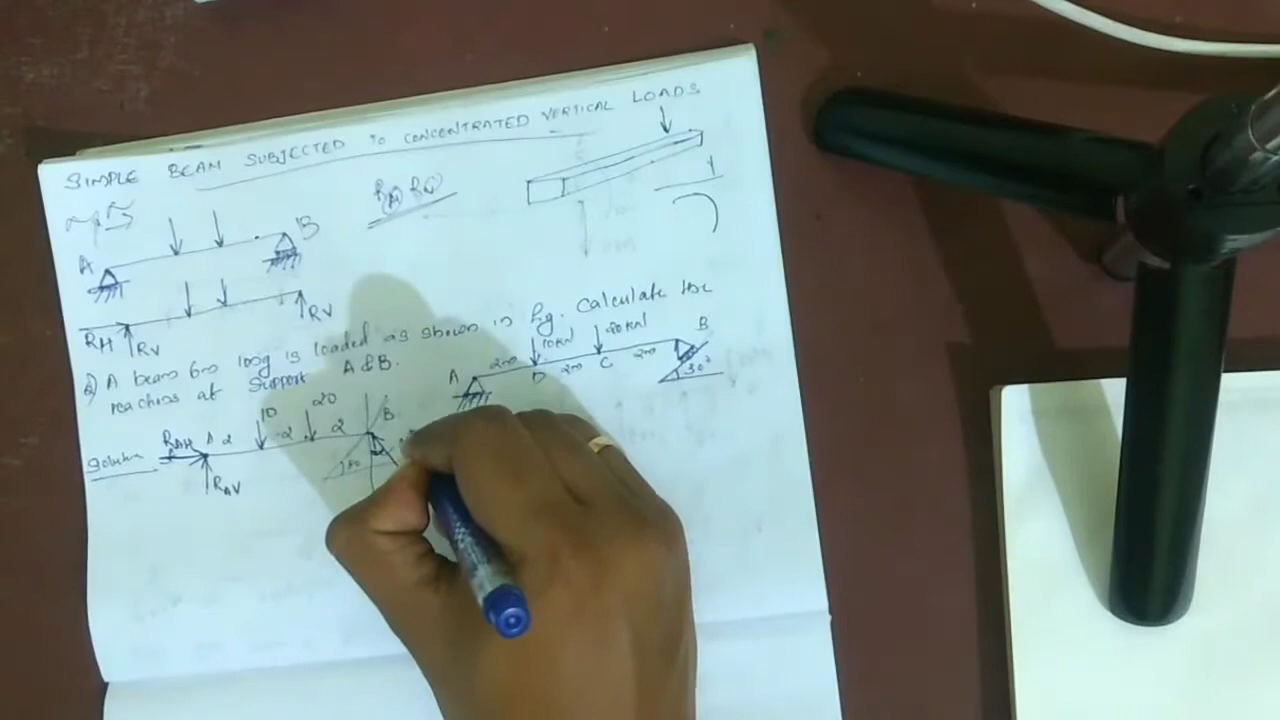 SIMPLE BEAM SUBJECTED to CONCENTRATED VERTICAL LOADS
A B
RH RV RV
A beam 6m long is loaded as shown in fig. Calculate the
reactions at Support A & B.
A 2m 10kN D 2m 20kN C 2m B 30°
Solution RAH A 2 10 2 20 2 B
RAV